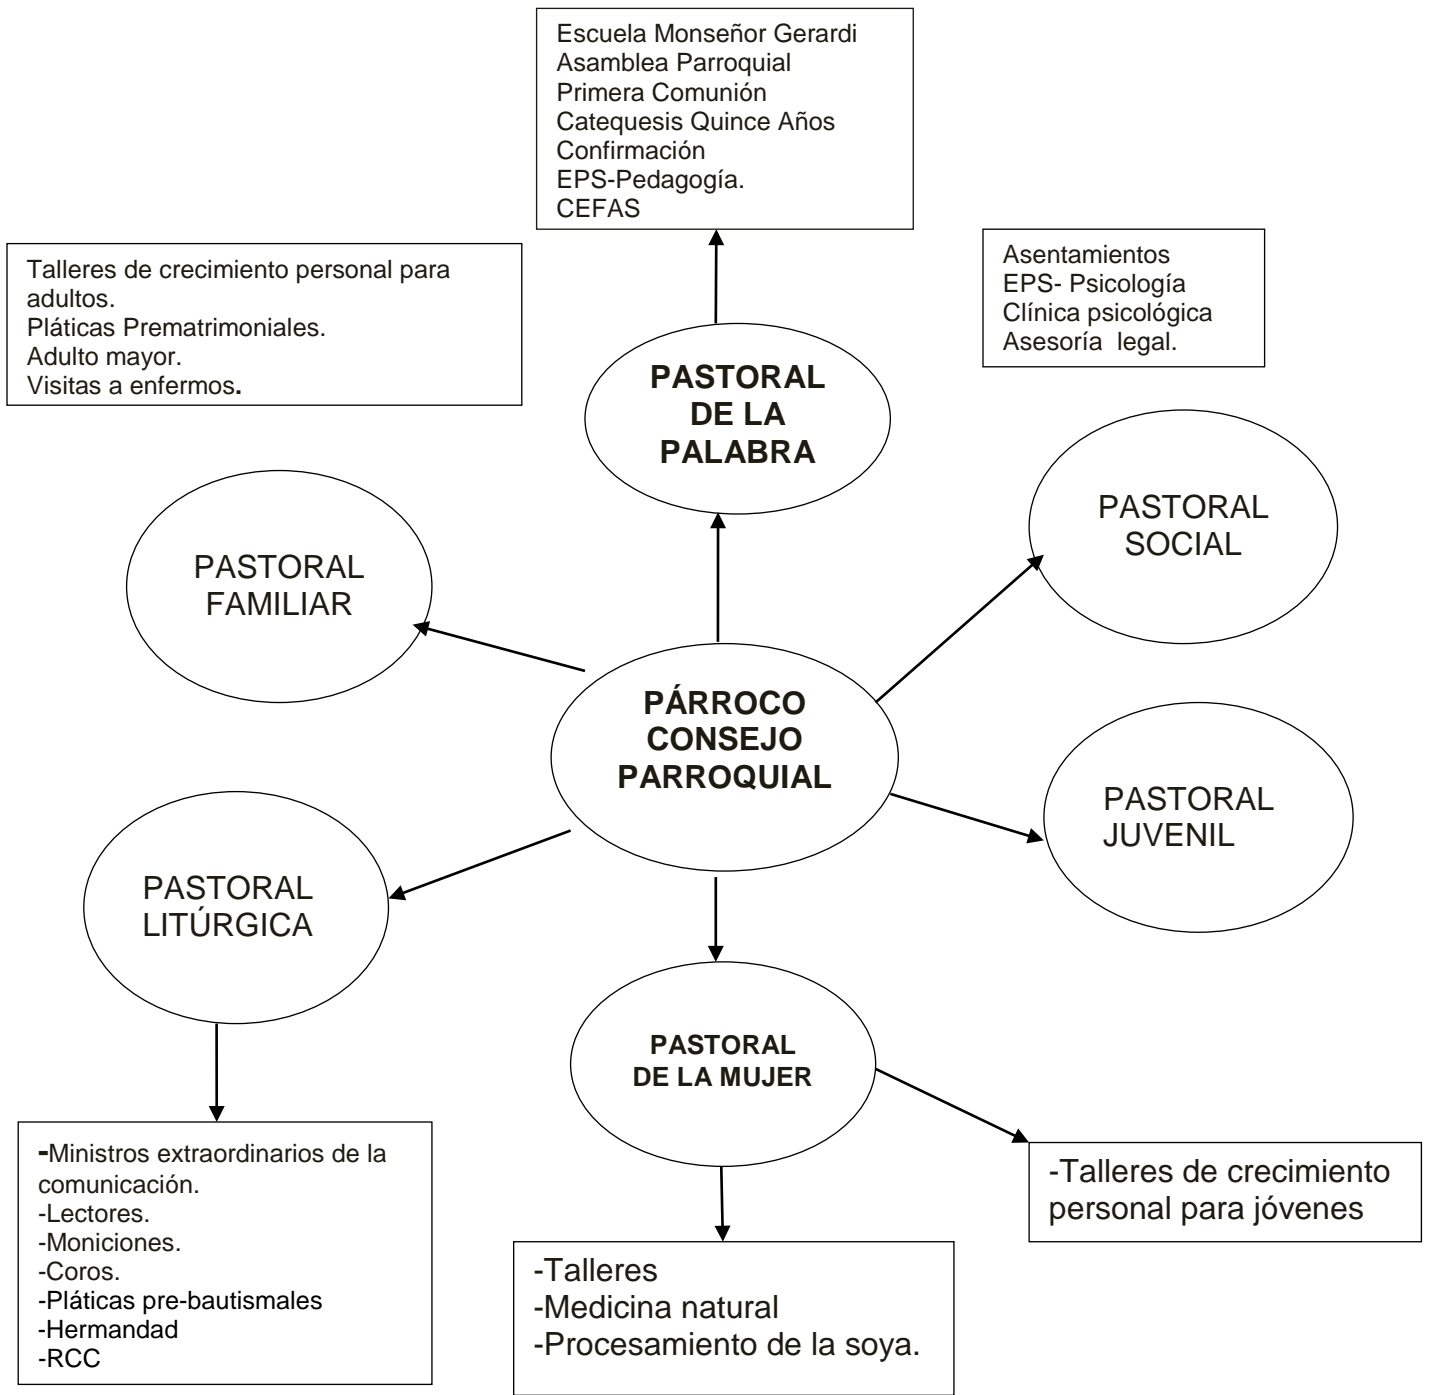 Escuela Monseñor Gerardi
Asamblea Parroquial
Primera Comunión
Catequesis Quince Años
Confirmación
EPS-Pedagogía.
CEFAS
Talleres de crecimiento personal para
adultos.
Pláticas Prematrimoniales.
Adulto mayor.
Visitas a enfermos.
Asentamientos
EPS- Psicología
Clínica psicológica
Asesoría  legal.
PASTORAL
DE LA
PALABRA
PASTORAL
SOCIAL
PASTORAL
FAMILIAR
PÁRROCO
CONSEJO
PARROQUIAL
PASTORAL
JUVENIL
PASTORAL
LITÚRGICA
PASTORAL
DE LA MUJER
-Ministros extraordinarios de la
comunicación.
-Lectores.
-Moniciones.
-Coros.
-Pláticas pre-bautismales
-Hermandad
-RCC
-Talleres
-Medicina natural
-Procesamiento de la soya.
-Talleres de crecimiento
personal para jóvenes